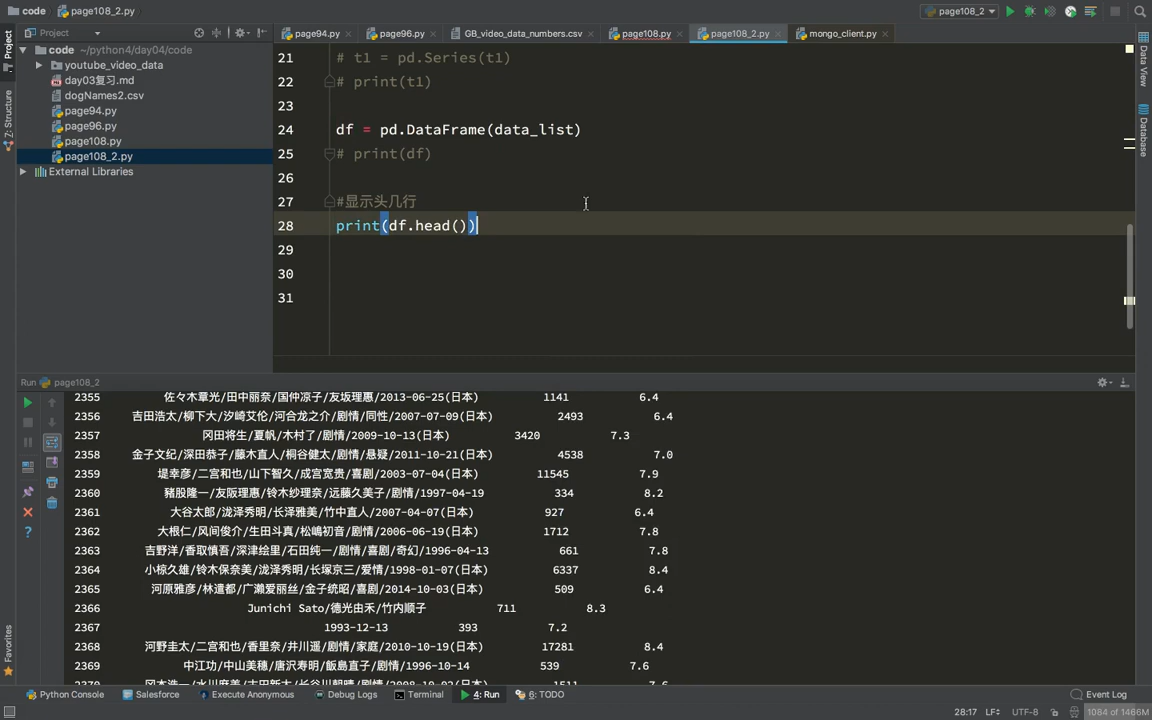 code page108_2.py page108_2
Project page94.py page96.py GB_video_data_numbers.csv page108.py page108_2.py mongo_client.py
code ~/python4/day04/code
youtube_video_data
day03复习.md
dogNames2.csv
page94.py
page96.py
page108.py
page108_2.py
External Libraries
Project
Z: Structure
Favorites
Data View
Database
21 # t1 = pd.Series(t1)
22 # print(t1)
23
24 df = pd.DataFrame(data_list)
25 # print(df)
26
27 #显示头几行
28 print(df.head())
29
30
31
Run page108_2
2355 佐々木章光/田中丽奈/国仲凉子/友坂理惠/2013-06-25(日本) 1141 6.4
2356 吉田浩太/柳下大/汐崎艾伦/河合龙之介/剧情/同性/2007-07-09(日本) 2493 6.4
2357 冈田将生/夏帆/木村了/剧情/2009-10-13(日本) 3420 7.3
2358 金子文纪/深田恭子/藤木直人/桐谷健太/剧情/悬疑/2011-10-21(日本) 4538 7.0
2359 堤幸彦/二宫和也/山下智久/成宫宽贵/喜剧/2003-07-04(日本) 11545 7.9
2360 豬股隆一/友阪理惠/铃木纱理奈/远藤久美子/剧情/1997-04-19 334 8.2
2361 大谷太郎/泷泽秀明/长泽雅美/竹中直人/2007-04-07(日本) 927 6.4
2362 大根仁/风间俊介/生田斗真/松嶋初音/剧情/2006-06-19(日本) 1712 7.8
2363 吉野洋/香取慎吾/深津绘里/石田纯一/剧情/喜剧/奇幻/1996-04-13 661 7.8
2364 小椋久雄/铃木保奈美/泷泽秀明/长塚京三/爱情/1998-01-07(日本) 6337 8.4
2365 河原雅彦/林遣都/广濑爱丽丝/金子统昭/喜剧/2014-10-03(日本) 509 6.4
2366 Junichi Sato/德光由禾/竹内顺子 711 8.3
2367 1993-12-13 393 7.2
2368 河野圭太/二宫和也/香里奈/井川遥/剧情/家庭/2010-10-19(日本) 17281 8.4
2369 中江功/中山美穗/唐沢寿明/飯島直子/剧情/1996-10-14 539 7.6
Python Console Salesforce Execute Anonymous Debug Logs Terminal 4: Run 6: TODO Event Log
28:17 LF÷ UTF-8 1084 of 1466M